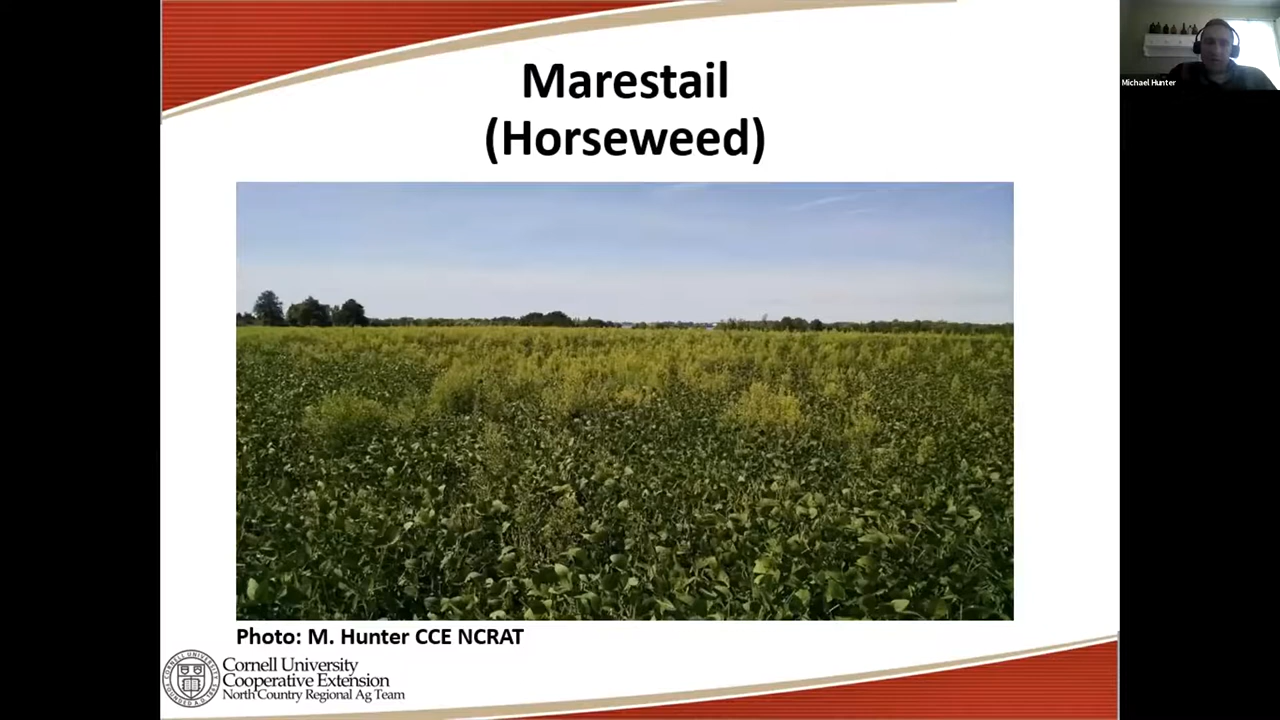 Marestail
(Horseweed)
Michael Hunter
Photo: M. Hunter CCE NCRAT
Cornell University
Cooperative Extension
North Country Regional Ag Team